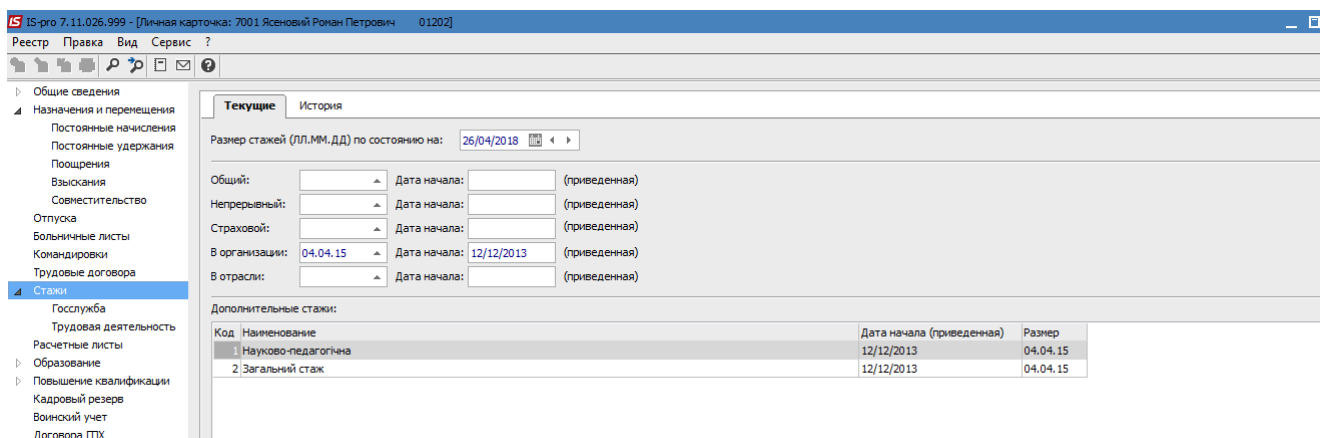 IS-pro 7.11.026.999 - [Личная карточка: 7001 Ясеновий Роман Петрович 01202]
Реестр Правка Вид Сервис ?
Общие сведения
Назначения и перемещения
Постоянные начисления
Постоянные удержания
Поощрения
Взыскания
Совместительство
Отпуска
Больничные листы
Командировки
Трудовые договора
Стажи
Госслужба
Трудовая деятельность
Расчетные листы
Образование
Повышение квалификации
Кадровый резерв
Воинский учет
Договора ГПХ
Текущие История
Размер стажей (ЛЛ.ММ.ДД) по состоянию на: 26/04/2018
Общий: Дата начала: (приведенная)
Непрерывный: Дата начала: (приведенная)
Страховой: Дата начала: (приведенная)
В организации: 04.04.15 Дата начала: 12/12/2013 (приведенная)
В отрасли: Дата начала: (приведенная)
Дополнительные стажи:
Код Наименование Дата начала (приведенная) Размер
1 Науково-педагогічна 12/12/2013 04.04.15
2 Загальний стаж 12/12/2013 04.04.15